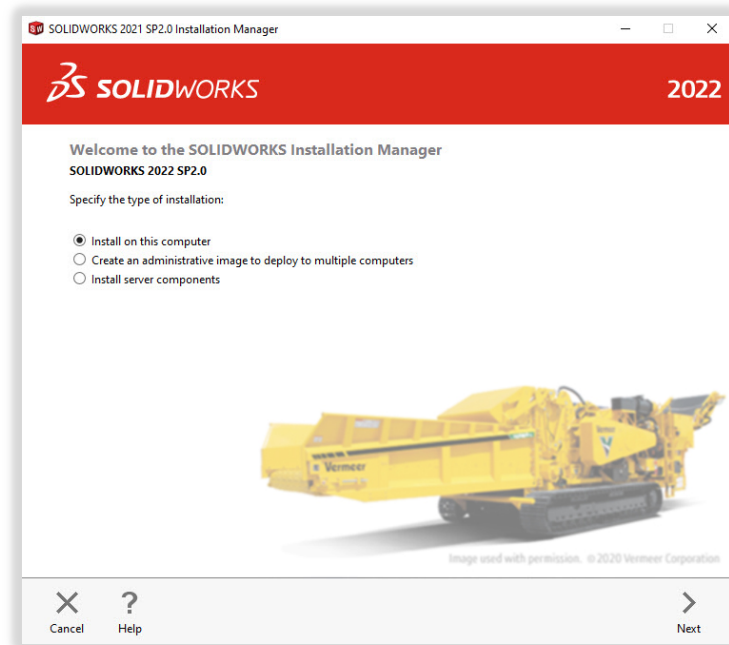 SOLIDWORKS 2021 SP2.0 Installation Manager
SOLIDWORKS
2022
Welcome to the SOLIDWORKS Installation Manager
SOLIDWORKS 2022 SP2.0
Specify the type of installation:
Install on this computer
Create an administrative image to deploy to multiple computers
Install server components
Vermeer
Vermeer
Image used with permission. ©2020 Vermeer Corporation
Cancel
Help
Next